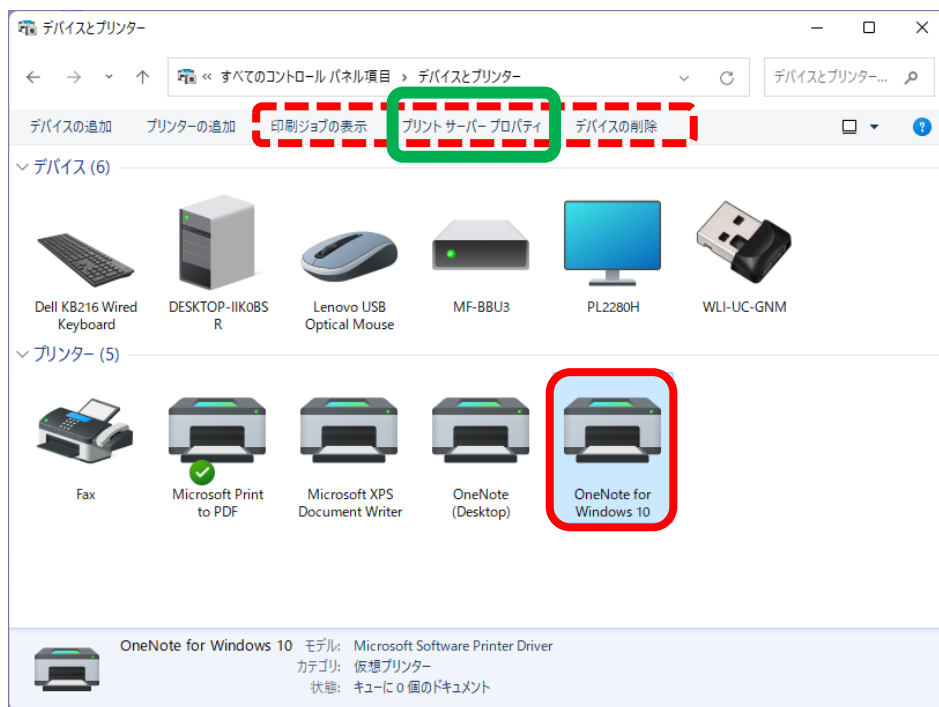 デバイスとプリンター
« すべてのコントロール パネル項目 › デバイスとプリンター
デバイスとプリンター...
デバイスの追加 プリンターの追加 印刷ジョブの表示 プリント サーバー プロパティ デバイスの削除
デバイス (6)
Dell KB216 Wired
Keyboard
DESKTOP-IIK0BS
R
Lenovo USB
Optical Mouse
MF-BBU3
PL2280H
WLI-UC-GNM
プリンター (5)
Fax
Microsoft Print
to PDF
Microsoft XPS
Document Writer
OneNote
(Desktop)
OneNote for
Windows 10
OneNote for Windows 10 モデル: Microsoft Software Printer Driver
カテゴリ: 仮想プリンター
状態: キューに 0 個のドキュメント